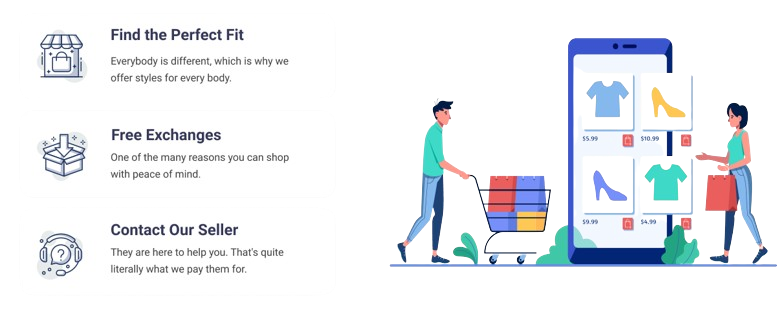 Find the Perfect Fit
Everybody is different, which is why we
offer styles for every body.
Free Exchanges
One of the many reasons you can shop
with peace of mind.
Contact Our Seller
They are here to help you. That's quite
literally what we pay them for.
?
$5.99
$10.99
$9.99
$4.99